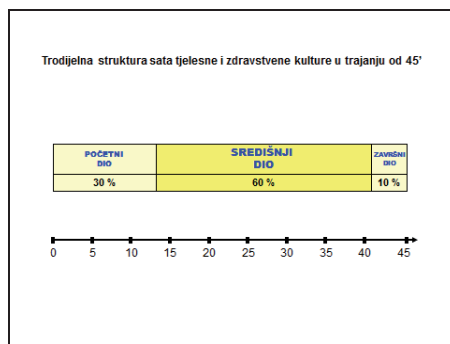 Trodijelna struktura sata tjelesne i zdravstvene kulture u trajanju od 45’
POČETNI
DIO
SREDIŠNJI
DIO
ZAVRŠNI
DIO
30 %
60 %
10 %
0 5 10 15 20 25 30 35 40 45